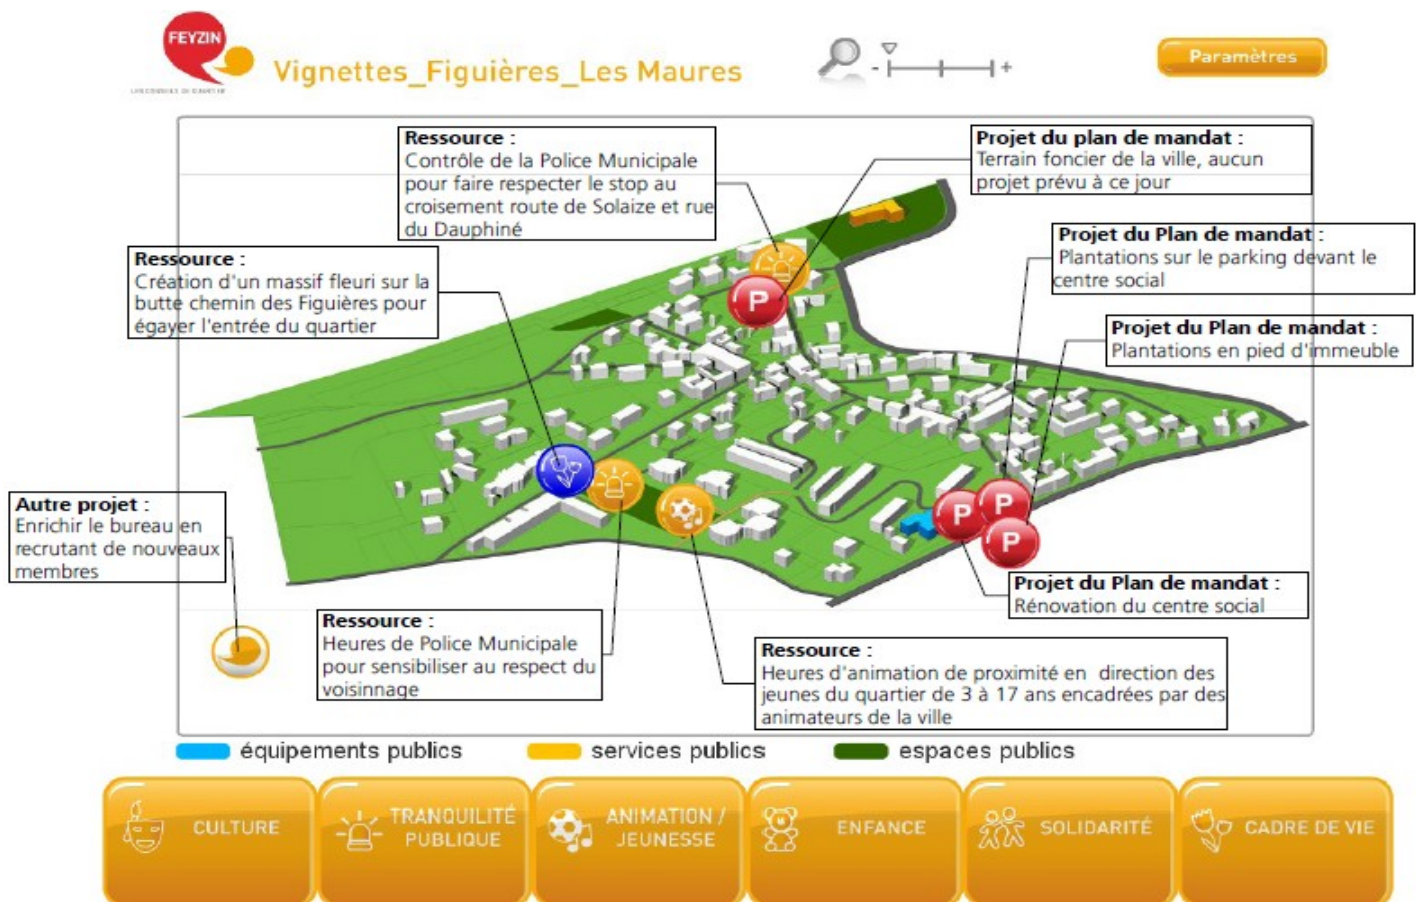 FEYZIN
LES CONSEILS DE QUARTIER
Vignettes_Figuières_Les Maures
- +
Paramètres
Ressource :
Contrôle de la Police Municipale
pour faire respecter le stop au
croisement route de Solaize et rue
du Dauphiné
Projet du plan de mandat :
Terrain foncier de la ville, aucun
projet prévu à ce jour
Ressource :
Création d'un massif fleuri sur la
butte chemin des Figuières pour
égayer l'entrée du quartier
Projet du Plan de mandat :
Plantations sur le parking devant le
centre social
Projet du Plan de mandat :
Plantations en pied d'immeuble
P
P
P
P
Autre projet :
Enrichir le bureau en
recrutant de nouveaux
membres
Projet du Plan de mandat :
Rénovation du centre social
Ressource :
Heures de Police Municipale
pour sensibiliser au respect du
voisinnage
Ressource :
Heures d'animation de proximité en direction des
jeunes du quartier de 3 à 17 ans encadrées par des
animateurs de la ville
équipements publics
services publics
espaces publics
CULTURE
TRANQUILITÉ
PUBLIQUE
ANIMATION /
JEUNESSE
ENFANCE
SOLIDARITÉ
CADRE DE VIE